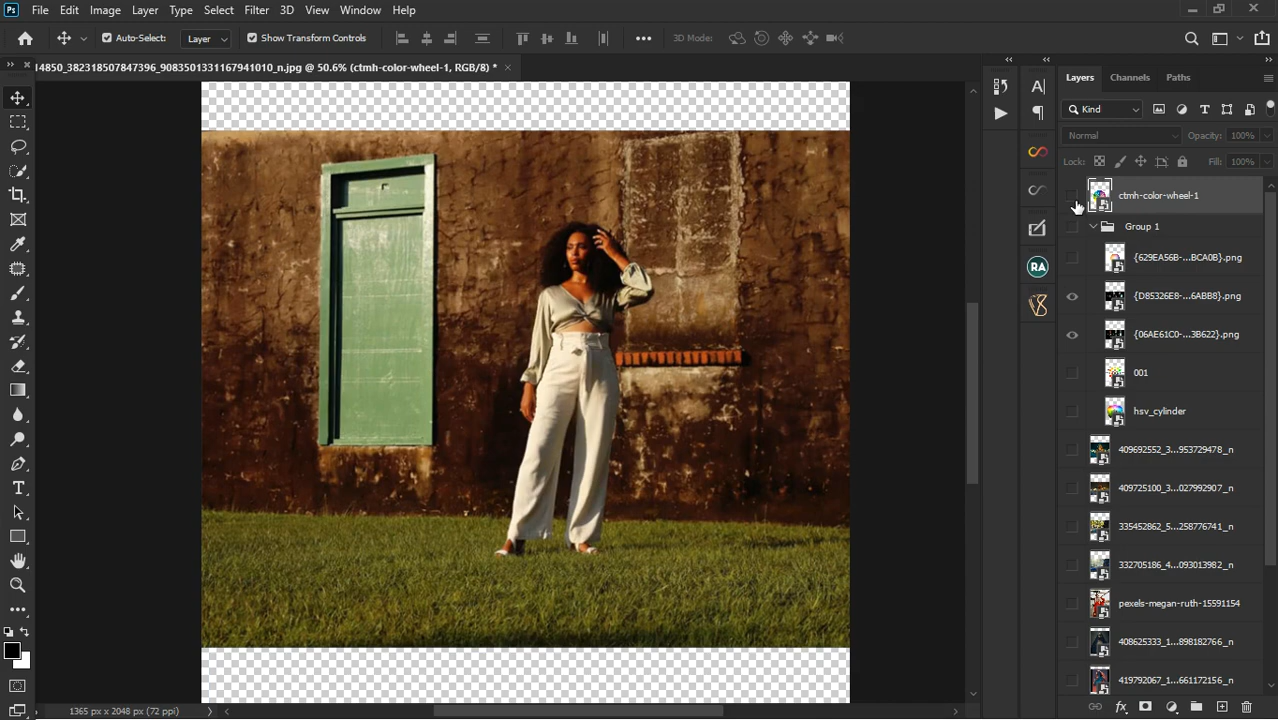 Ps File Edit Image Layer Type Select Filter 3D View Window Help
Auto-Select: Layer Show Transform Controls 3D Mode:
14850_382318507847396_9083501331167941010_n.jpg @ 50.6% (ctmh-color-wheel-1, RGB/8) * ×
Layers Channels Paths
Kind
Normal Opacity: 100%
Lock: Fill: 100%
ctmh-color-wheel-1
Group 1
{629EA56B-...BCA0B}.png
{D85326E8-...6ABB8}.png
{06AE61C0-...3B622}.png
001
hsv_cylinder
409692552_3...953729478_n
409725100_3...027992907_n
335452862_5...258776741_n
332705186_4...093013982_n
pexels-megan-ruth-15591154
408625333_1...898182766_n
419792067_1...661172156_n
RA
1365 px x 2048 px (72 ppi)
fx